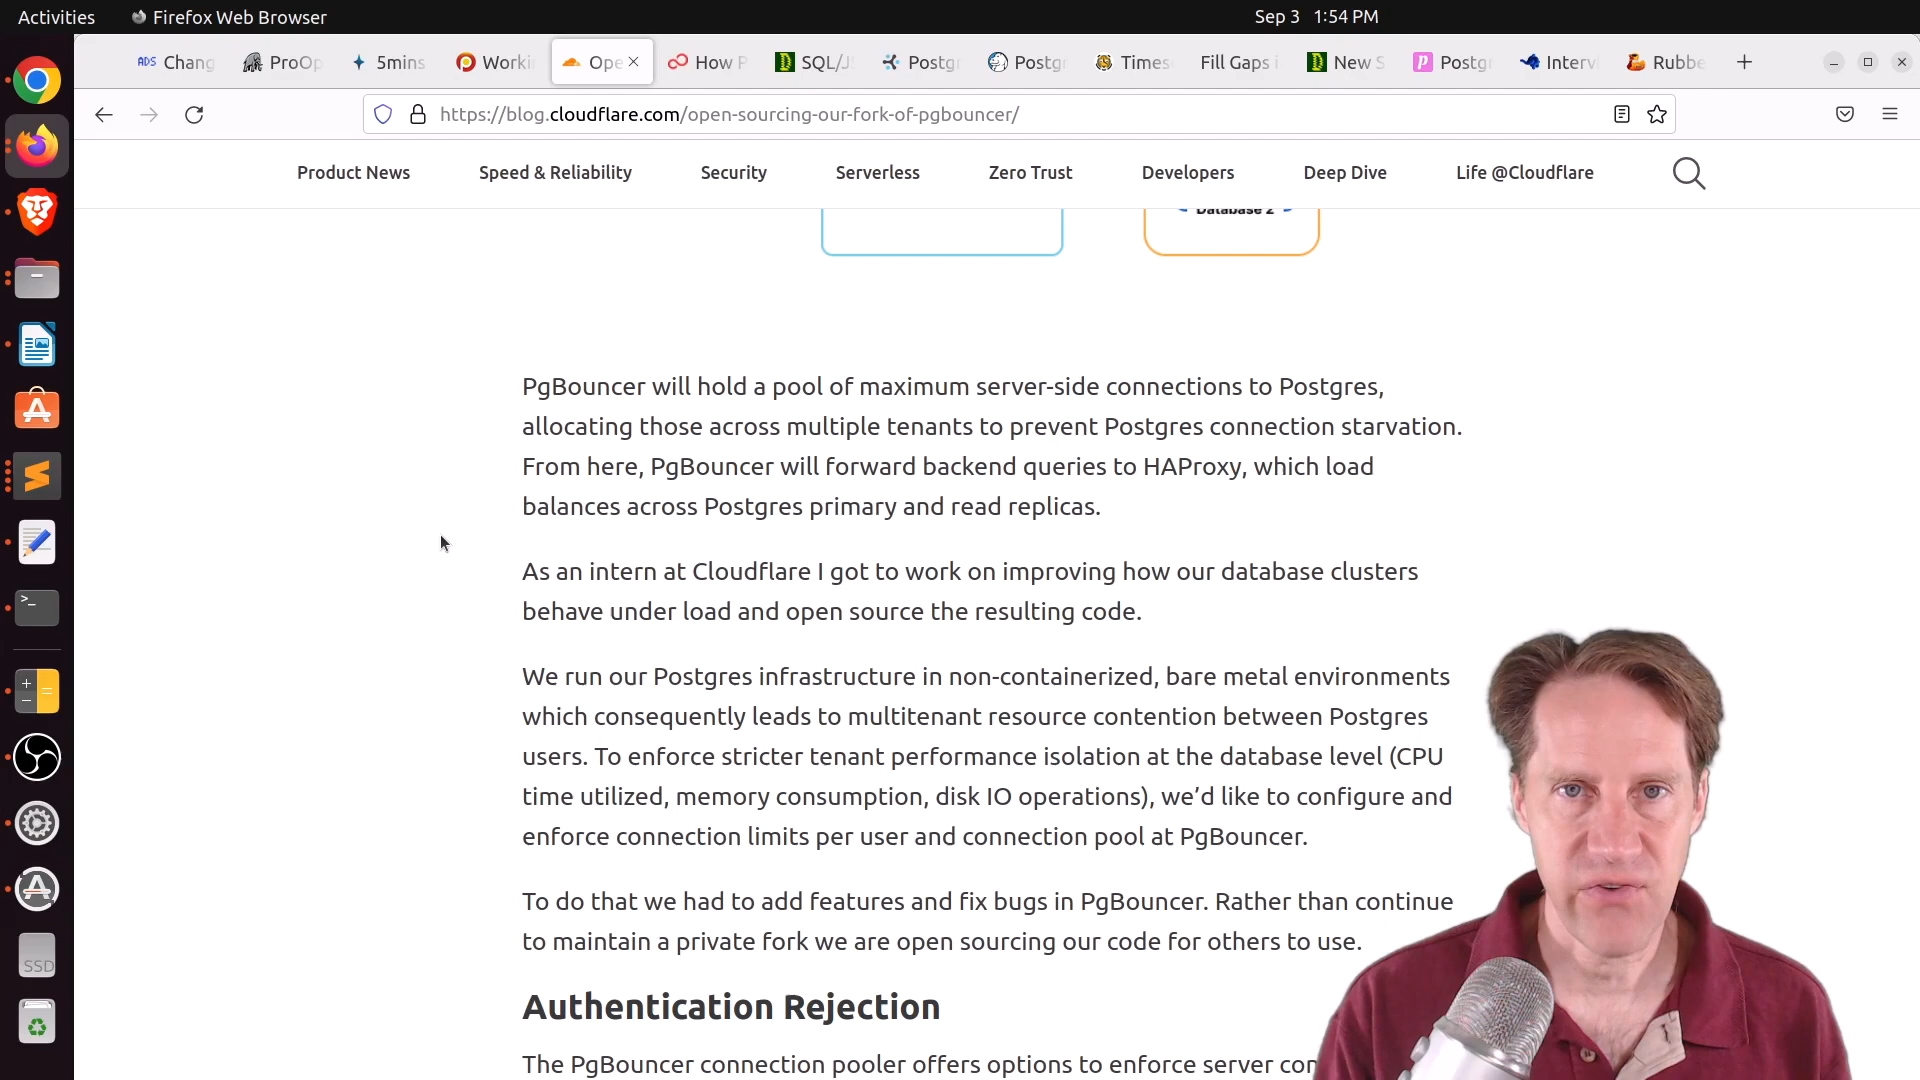 Activities
Firefox Web Browser
Sep 3 1:54 PM
ADS Chang
ProOp
5mins
Worki
Ope
How P
SQL/J
Postgr
Postgr
Times
Fill Gaps i
New S
Postgr
Interv
Rubbe
https://blog.cloudflare.com/open-sourcing-our-fork-of-pgbouncer/
Product News
Speed & Reliability
Security
Serverless
Zero Trust
Developers
Deep Dive
Life @Cloudflare
Database 2
PgBouncer will hold a pool of maximum server-side connections to Postgres,
allocating those across multiple tenants to prevent Postgres connection starvation.
From here, PgBouncer will forward backend queries to HAProxy, which load
balances across Postgres primary and read replicas.
As an intern at Cloudflare I got to work on improving how our database clusters
behave under load and open source the resulting code.
We run our Postgres infrastructure in non-containerized, bare metal environments
which consequently leads to multitenant resource contention between Postgres
users. To enforce stricter tenant performance isolation at the database level (CPU
time utilized, memory consumption, disk IO operations), we’d like to configure and
enforce connection limits per user and connection pool at PgBouncer.
To do that we had to add features and fix bugs in PgBouncer. Rather than continue
to maintain a private fork we are open sourcing our code for others to use.
Authentication Rejection
The PgBouncer connection pooler offers options to enforce server con
SSD